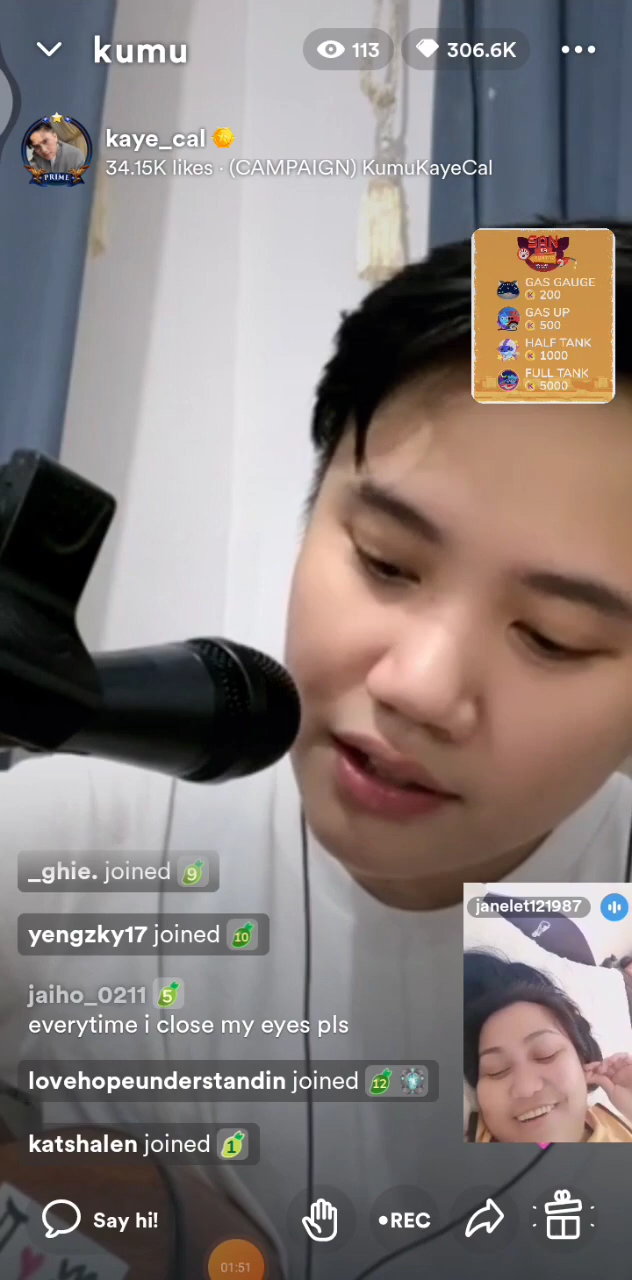 kumu
113
306.6K
kaye_cal
34.15K likes · (CAMPAIGN) KumuKayeCal
PRIME
GAS GAUGE
200
GAS UP
500
HALF TANK
1000
FULL TANK
5000
_ghie. joined 9
janelet121987
yengzky17 joined 10
jaiho_0211 5
everytime i close my eyes pls
lovehopeunderstandin joined 12
katshalen joined 1
Say hi!
•REC
01:51